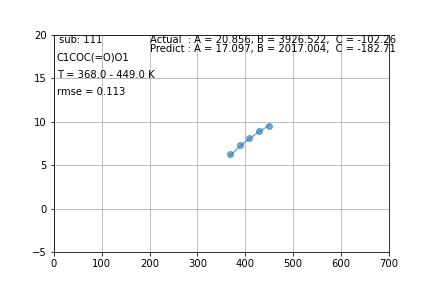 sub: 111
Actual : A = 20.856, B = 3926.522, C = -102.26
Predict : A = 17.097, B = 2017.004, C = -182.71
C1COC(=O)O1
T = 368.0 - 449.0 K
rmse = 0.113
20
15
10
5
0
−5
0 100 200 300 400 500 600 700